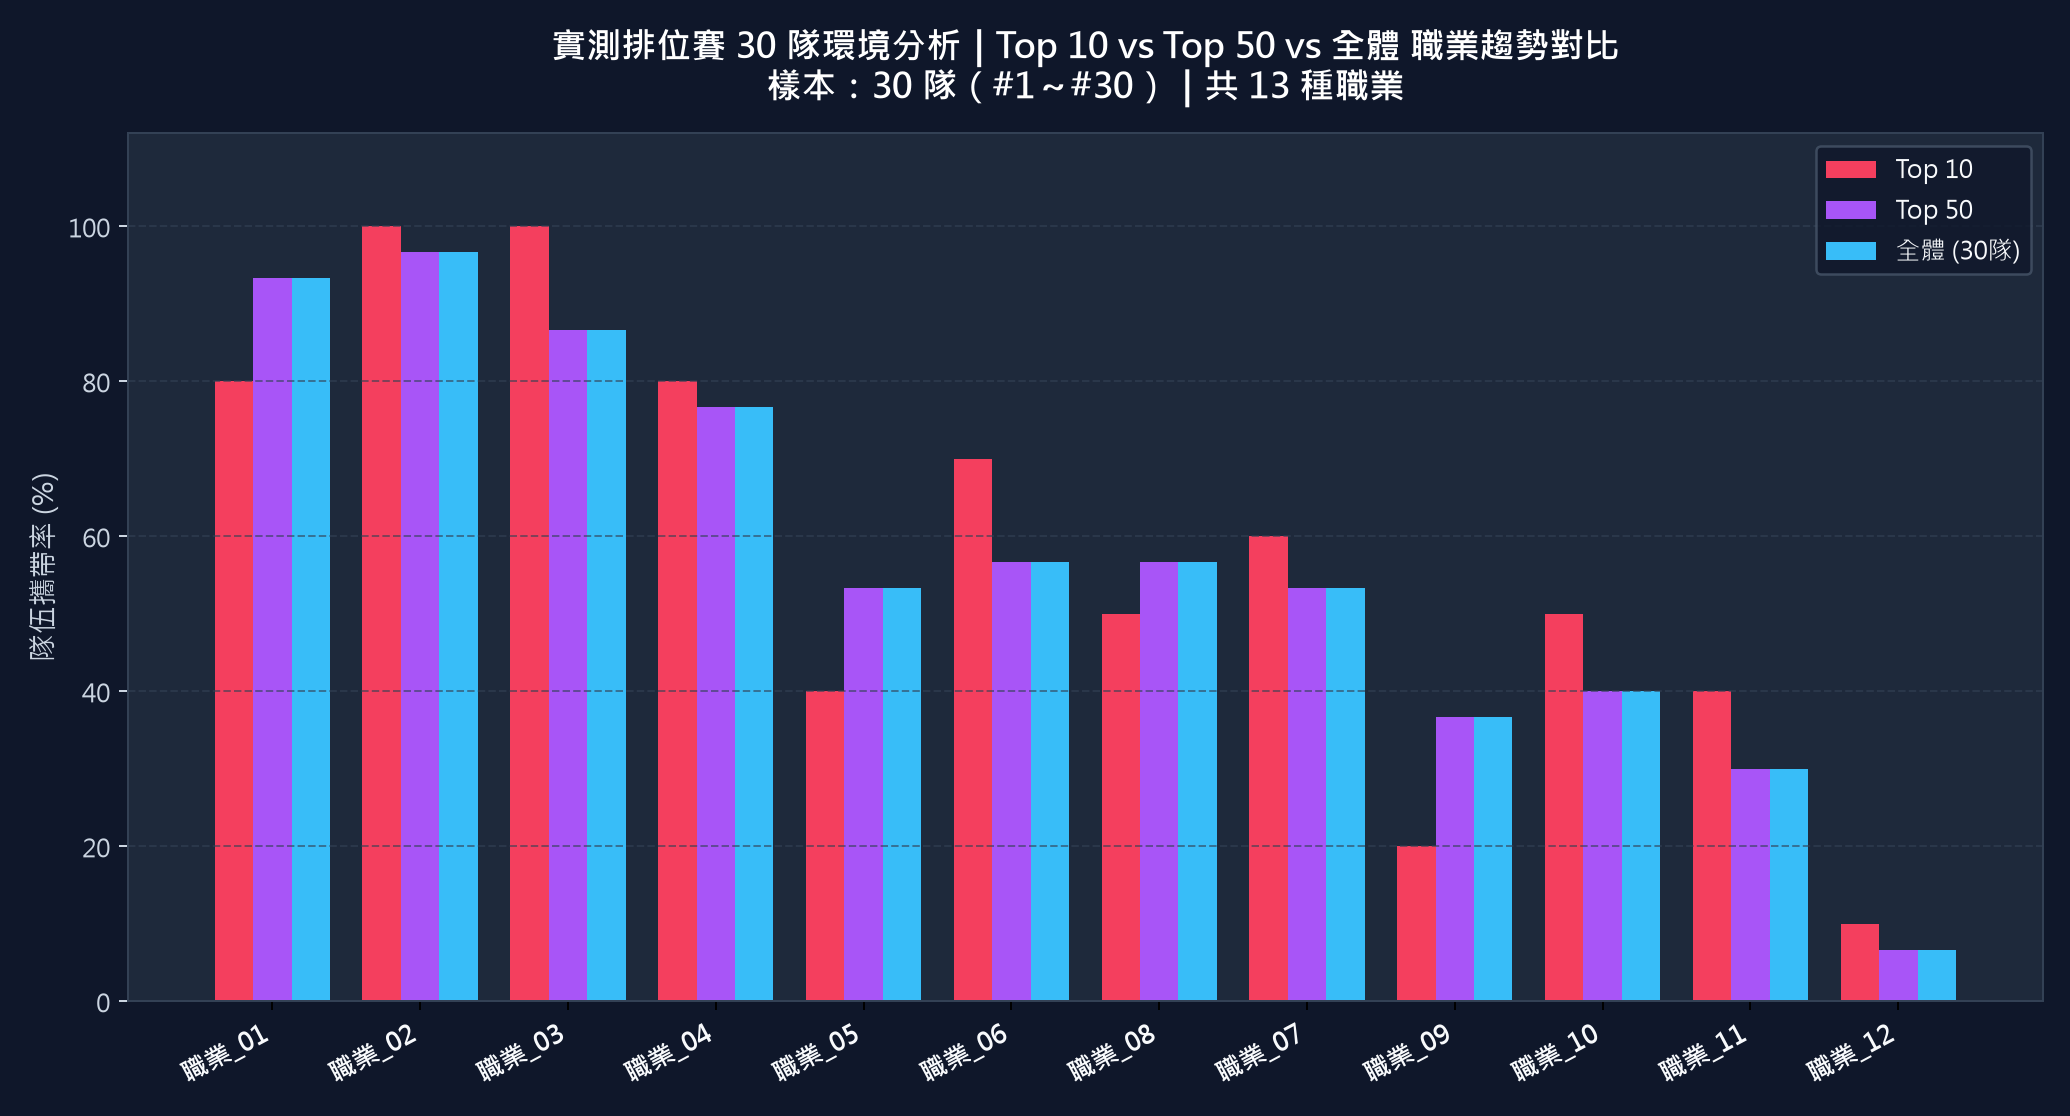 實測排位賽 30 隊環境分析 | Top 10 vs Top 50 vs 全體 職業趨勢對比
樣本：30 隊（#1～#30） | 共 13 種職業
Top 10
Top 50
全體 (30隊)
隊伍攜帶率 (%)
100
80
60
40
20
0
職業_01
職業_02
職業_03
職業_04
職業_05
職業_06
職業_08
職業_07
職業_09
職業_10
職業_11
職業_12